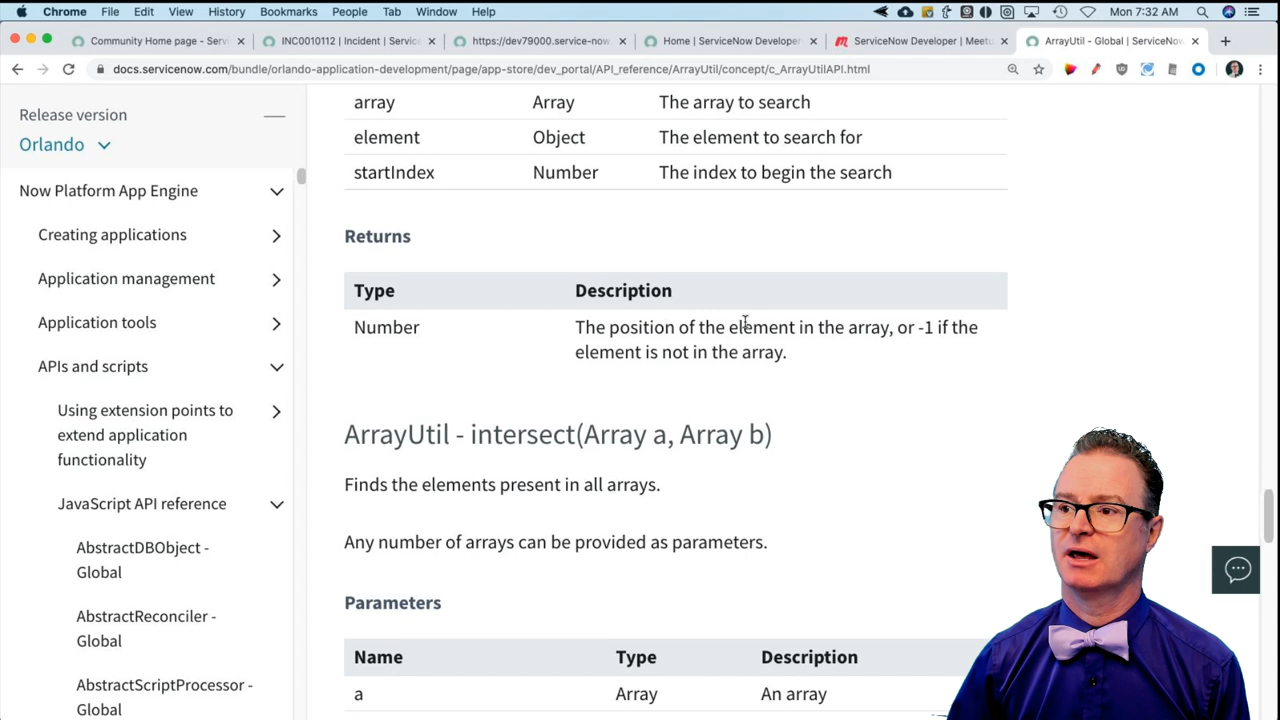 Chrome File Edit View History Bookmarks People Tab Window Help Mon 7:32 AM
Community Home page - Servi
INC0010112 | Incident | Service
https://dev79000.service-now
Home | ServiceNow Developer
ServiceNow Developer | Meetu
ArrayUtil - Global | ServiceNow
docs.servicenow.com/bundle/orlando-application-development/page/app-store/dev_portal/API_reference/ArrayUtil/concept/c_ArrayUtilAPI.html
Release version
Orlando
Now Platform App Engine
Creating applications
Application management
Application tools
APIs and scripts
Using extension points to
extend application
functionality
JavaScript API reference
AbstractDBObject -
Global
AbstractReconciler -
Global
AbstractScriptProcessor -
Global
array Array The array to search
element Object The element to search for
startIndex Number The index to begin the search
Returns
Type Description
Number The position of the element in the array, or -1 if the
element is not in the array.
ArrayUtil - intersect(Array a, Array b)
Finds the elements present in all arrays.
Any number of arrays can be provided as parameters.
Parameters
Name Type Description
a Array An array